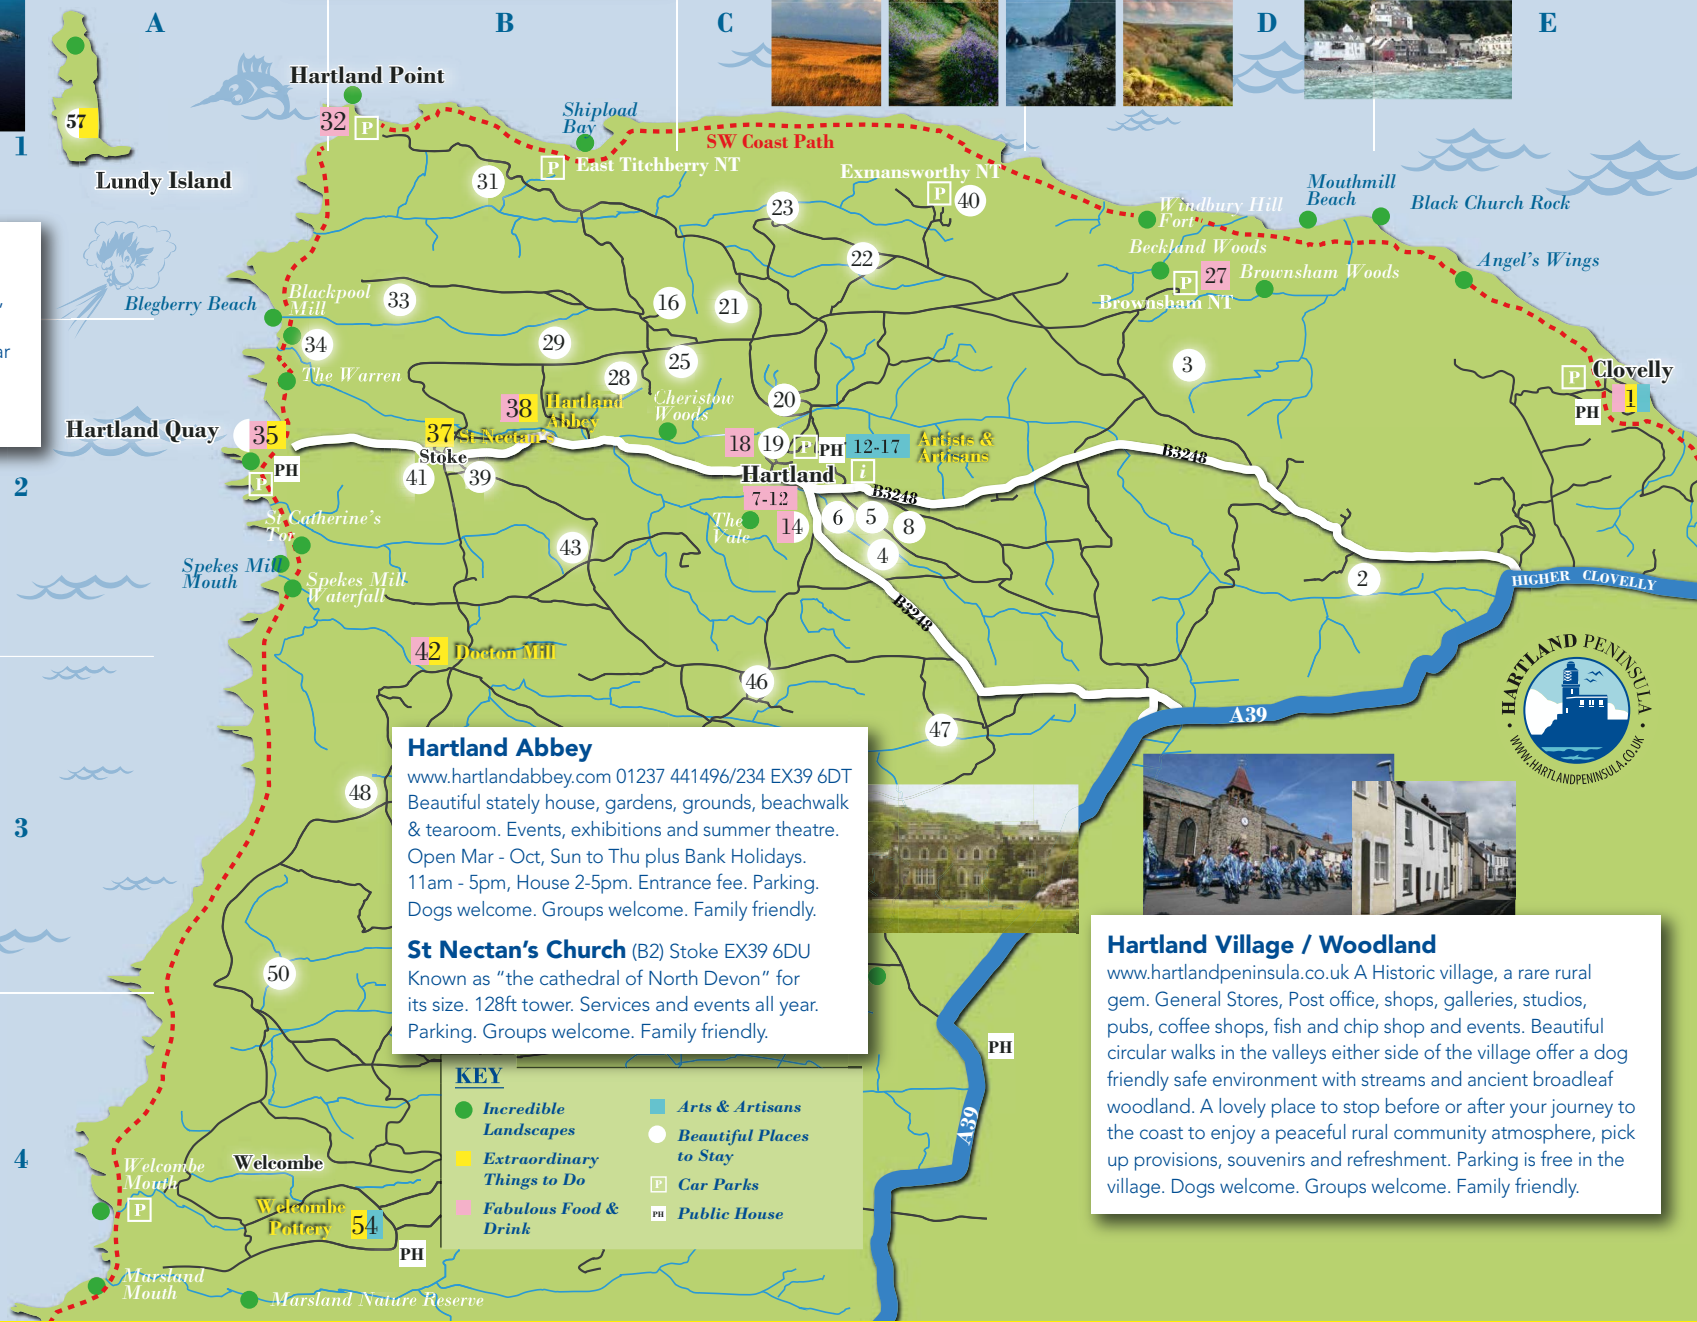 A
B
C
D
E
1
2
3
4
57
Lundy Island
Hartland Point
32
P
Shipload
Bay
P
East Titchberry NT
SW Coast Path
Exmansworthy NT
P
40
31
23
22
Windbury Hill
Fort
Mouthmill
Beach
Black Church Rock
Beckland Woods
P
27
Brownsham Woods
Brownsham NT
Angel's Wings
Blegberry Beach
Blackpool
Mill
33
16
21
34
29
25
28
3
The Warren
P
Clovelly
PH
1
38
Hartland
Abbey
Cheristow
Woods
20
Hartland Quay
35
37
St Nectan's
Stoke
PH
P
41
39
18
19
P
PH
12-17
Artists &
Artisans
Hartland
i
B3248
B3248
7-12
The
Vale
14
6
5
8
4
St Catherine's
Tor
43
2
HIGHER CLOVELLY
Spekes Mill
Mouth
Spekes Mill
Waterfall
B3248
42
Docton Mill
46
47
A39
HARTLAND PENINSULA
WWW.HARTLANDPENINSULA.CO.UK
48
50
Hartland Abbey
www.hartlandabbey.com 01237 441496/234 EX39 6DT
Beautiful stately house, gardens, grounds, beachwalk
& tearoom. Events, exhibitions and summer theatre.
Open Mar - Oct, Sun to Thu plus Bank Holidays.
11am - 5pm, House 2-5pm. Entrance fee. Parking.
Dogs welcome. Groups welcome. Family friendly.
St Nectan's Church (B2) Stoke EX39 6DU
Known as "the cathedral of North Devon" for
its size. 128ft tower. Services and events all year.
Parking. Groups welcome. Family friendly.
Hartland Village / Woodland
www.hartlandpeninsula.co.uk A Historic village, a rare rural
gem. General Stores, Post office, shops, galleries, studios,
pubs, coffee shops, fish and chip shop and events. Beautiful
circular walks in the valleys either side of the village offer a dog
friendly safe environment with streams and ancient broadleaf
woodland. A lovely place to stop before or after your journey to
the coast to enjoy a peaceful rural community atmosphere, pick
up provisions, souvenirs and refreshment. Parking is free in the
village. Dogs welcome. Groups welcome. Family friendly.
PH
A39
KEY
Incredible
Landscapes
Extraordinary
Things to Do
Fabulous Food &
Drink
Arts & Artisans
Beautiful Places
to Stay
P Car Parks
PH Public House
Welcombe
Mouth
P
Welcombe
Welcombe
Pottery
54
PH
Marsland
Mouth
Marsland Nature Reserve